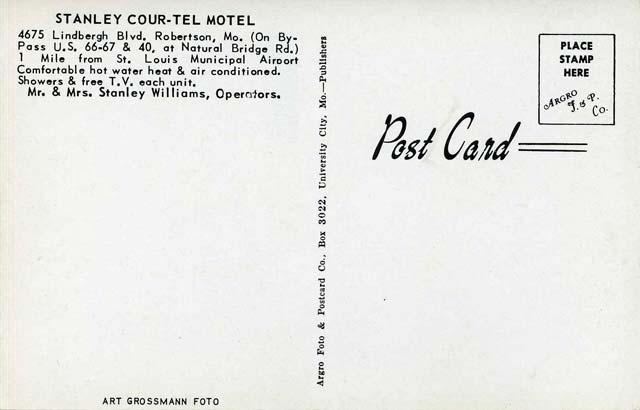 STANLEY COUR-TEL MOTEL
4675 Lindbergh Blvd. Robertson, Mo. (On By-
Pass U.S. 66-67 & 40, at Natural Bridge Rd.)
1 Mile from St. Louis Municipal Airport
Comfortable hot water heat & air conditioned.
Showers & free T.V. each unit.
Mr. & Mrs. Stanley Williams, Operators.
ART GROSSMANN FOTO
Argro Foto & Postcard Co., Box 3022, University City, Mo.—Publishers
Post Card
PLACE
STAMP
HERE
ARGRO
F. & P.
Co.